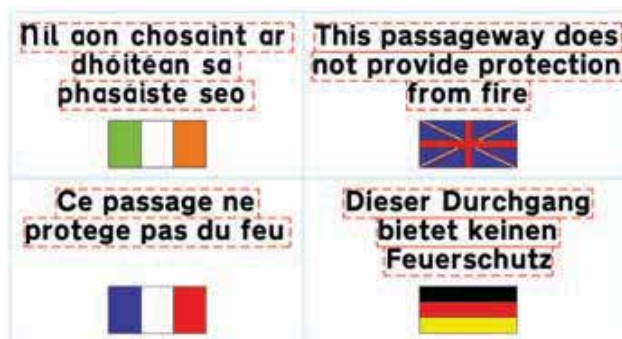 Níl aon chosaint ar
dhóiteán sa
phasáiste seo
This passageway does
not provide protection
from fire
Ce passage ne
protege pas du feu
Dieser Durchgang
bietet keinen
Feuerschutz